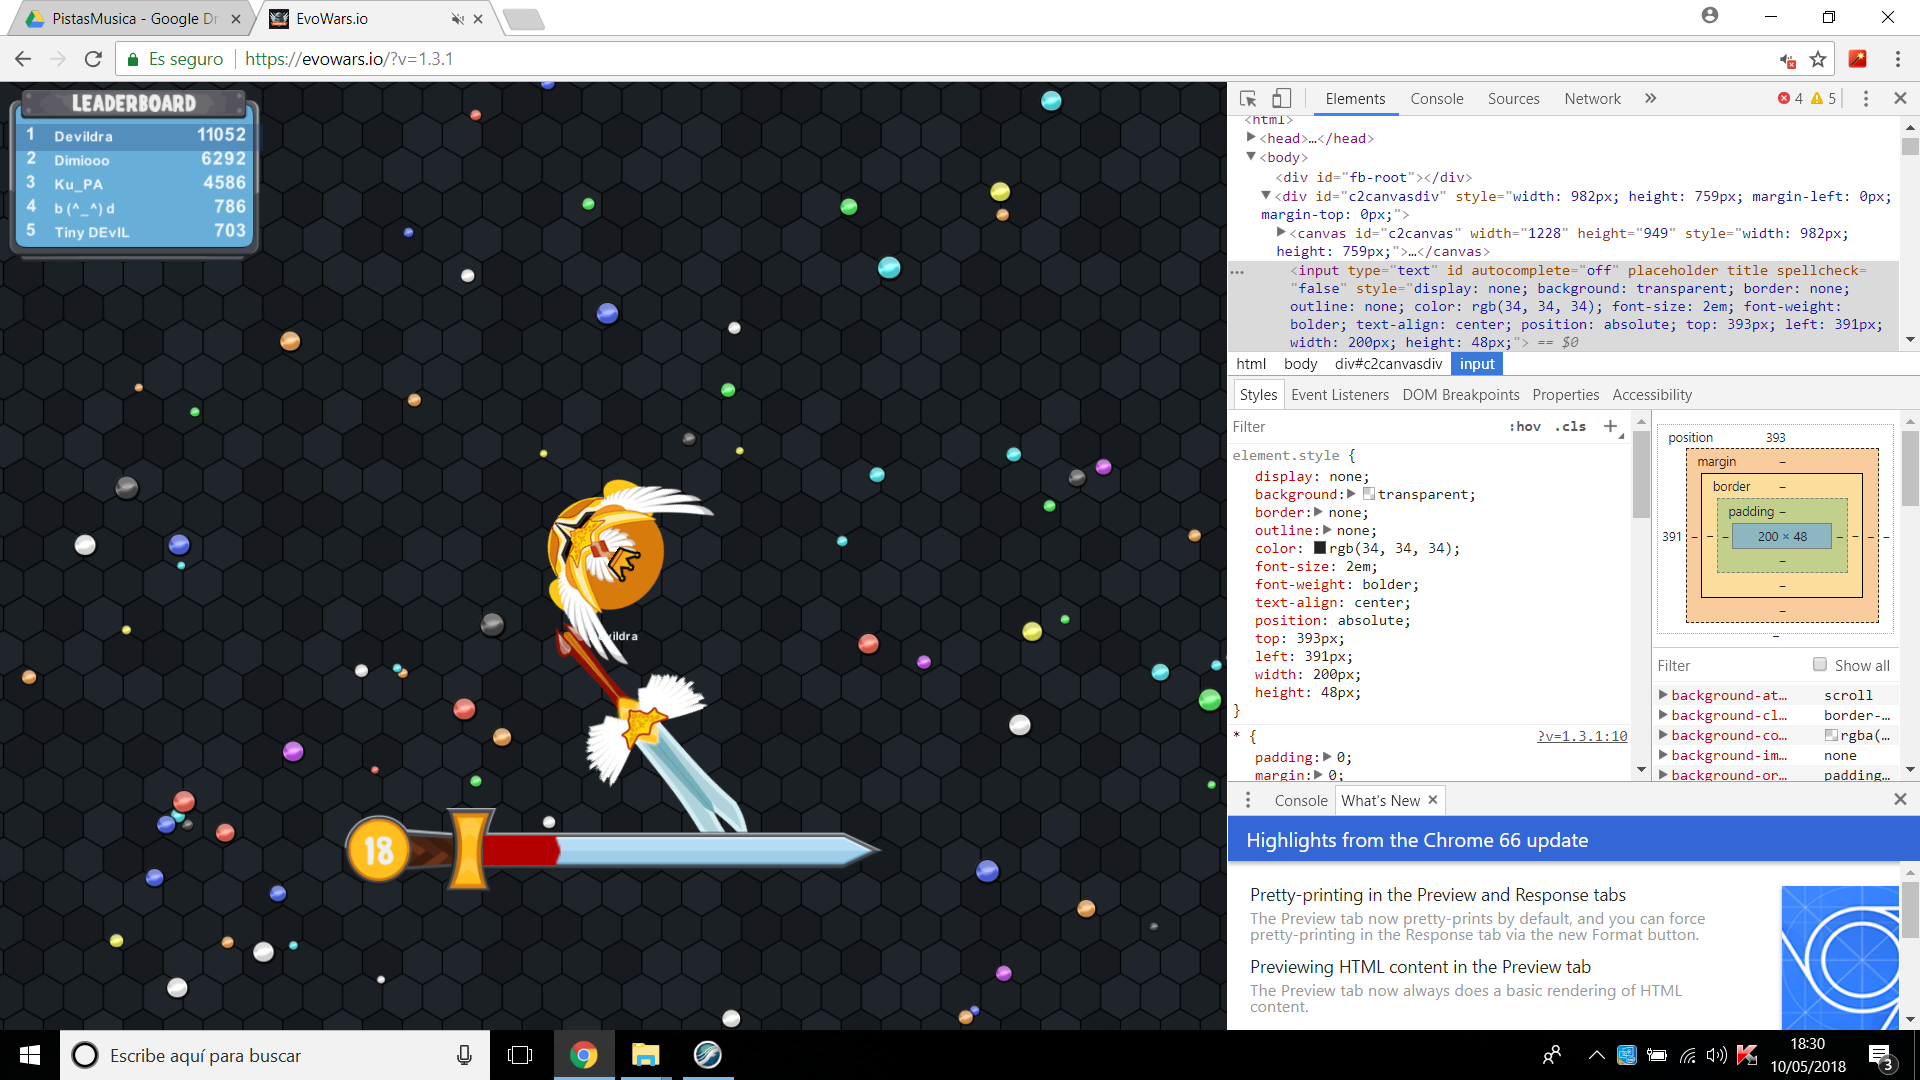 PistasMusica - Google Dr
EvoWars.io
Es seguro
https://evowars.io/?v=1.3.1
LEADERBOARD
1 Devildra 11052
2 Dimiooo 6292
3 Ku_PA 4586
4 b (^_^) d 786
5 Tiny DEvIL 703
18
Elements Console Sources Network » 4 5
<html>
<head>…</head>
<body>
<div id="fb-root"></div>
<div id="c2canvasdiv" style="width: 982px; height: 759px; margin-left: 0px;
margin-top: 0px;">
<canvas id="c2canvas" width="1228" height="949" style="width: 982px;
height: 759px;">…</canvas>
<input type="text" id autocomplete="off" placeholder title spellcheck=
"false" style="display: none; background: transparent; border: none;
outline: none; color: rgb(34, 34, 34); font-size: 2em; font-weight:
bolder; text-align: center; position: absolute; top: 393px; left: 391px;
width: 200px; height: 48px;"> == $0
html body div#c2canvasdiv input
Styles Event Listeners DOM Breakpoints Properties Accessibility
Filter :hov .cls +
element.style {
display: none;
background: transparent;
border: none;
outline: none;
color: rgb(34, 34, 34);
font-size: 2em;
font-weight: bolder;
text-align: center;
position: absolute;
top: 393px;
left: 391px;
width: 200px;
height: 48px;
}
* { ?v=1.3.1:10
padding: 0;
margin: 0;
position 393
margin –
border –
padding –
391 – – – 200 × 48 – – – –
–
–
–
–
Filter Show all
background-at… scroll
background-cl… border-…
background-co… rgba(…
background-im… none
background-or… padding…
Console What's New
Highlights from the Chrome 66 update
Pretty-printing in the Preview and Response tabs
The Preview tab now pretty-prints by default, and you can force
pretty-printing in the Response tab via the new Format button.
Previewing HTML content in the Preview tab
The Preview tab now always does a basic rendering of HTML
content.
Escribe aquí para buscar
18:30
10/05/2018
3